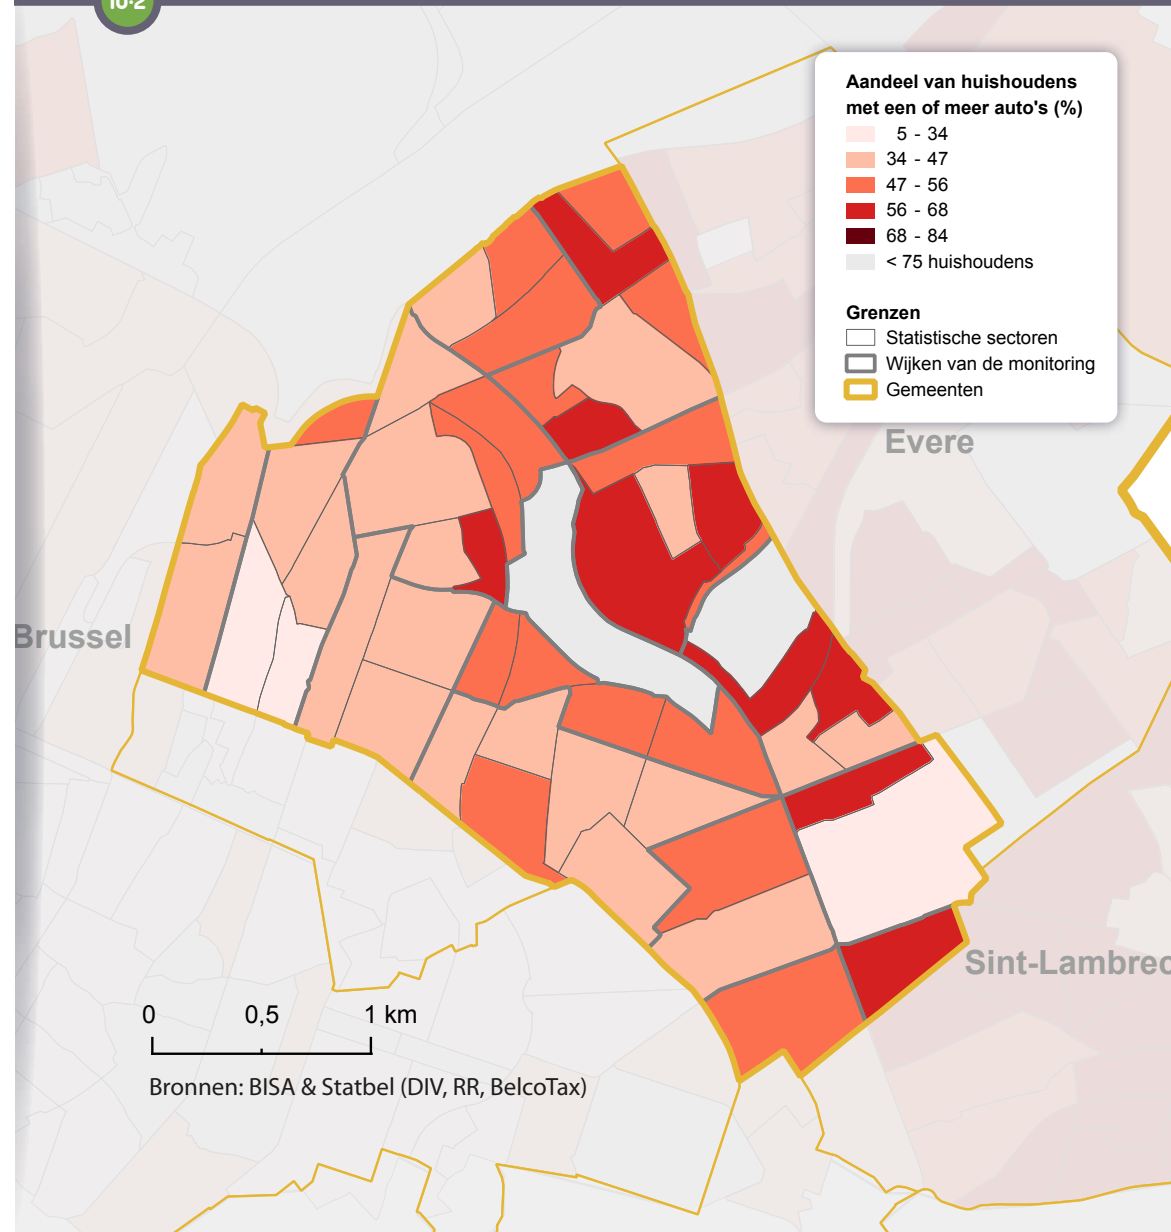 10.2
Aandeel van huishoudens
met een of meer auto's (%)
5 - 34
34 - 47
47 - 56
56 - 68
68 - 84
< 75 huishoudens
Grenzen
Statistische sectoren
Wijken van de monitoring
Gemeenten
Evere
Brussel
Sint-Lambrec
0 0,5 1 km
Bronnen: BISA & Statbel (DIV, RR, BelcoTax)